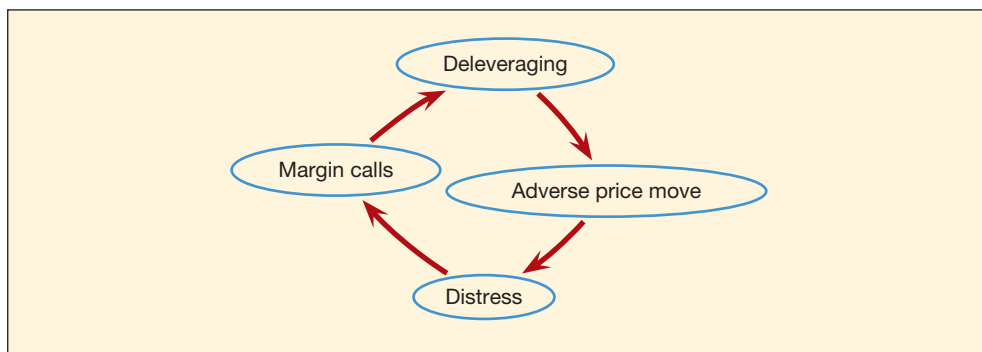 Deleveraging
Margin calls
Adverse price move
Distress